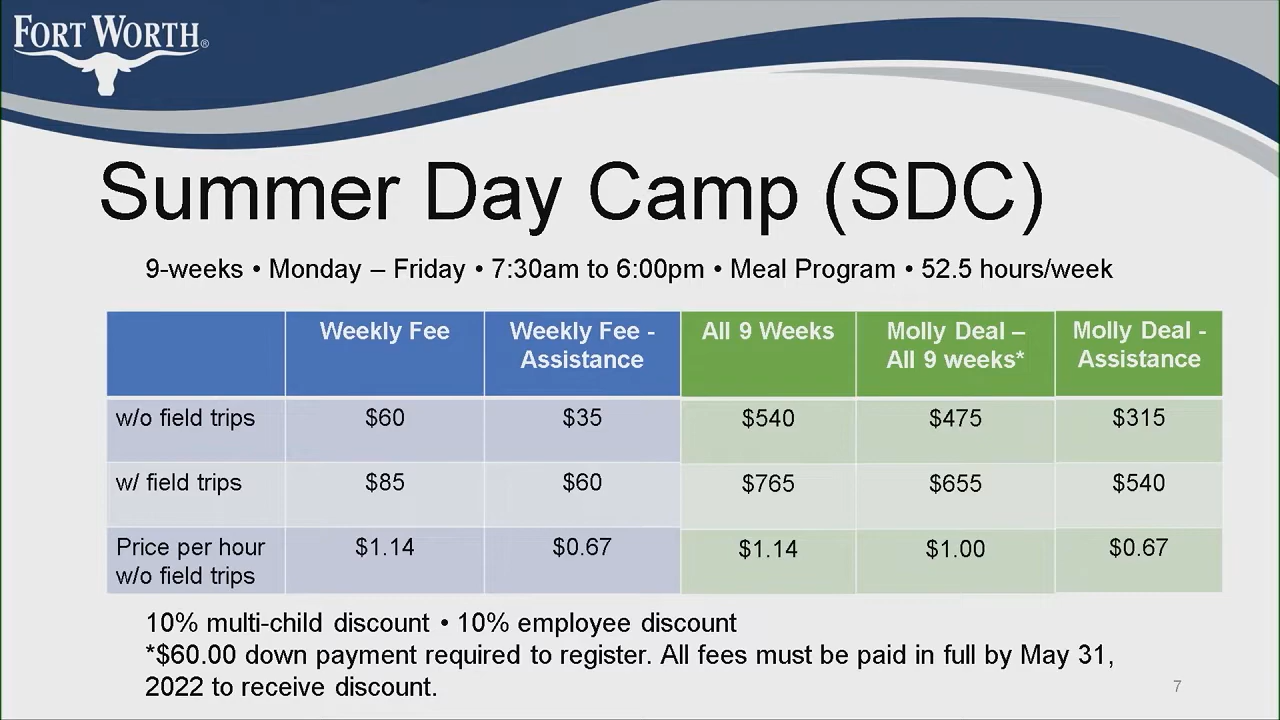 FORT WORTH®
Summer Day Camp (SDC)
9-weeks • Monday – Friday • 7:30am to 6:00pm • Meal Program • 52.5 hours/week
Weekly Fee
Weekly Fee -
Assistance
All 9 Weeks
Molly Deal –
All 9 weeks*
Molly Deal -
Assistance
w/o field trips $60 $35 $540 $475 $315
w/ field trips $85 $60 $765 $655 $540
Price per hour
w/o field trips
$1.14 $0.67 $1.14 $1.00 $0.67
10% multi-child discount • 10% employee discount
*$60.00 down payment required to register. All fees must be paid in full by May 31,
2022 to receive discount.
7